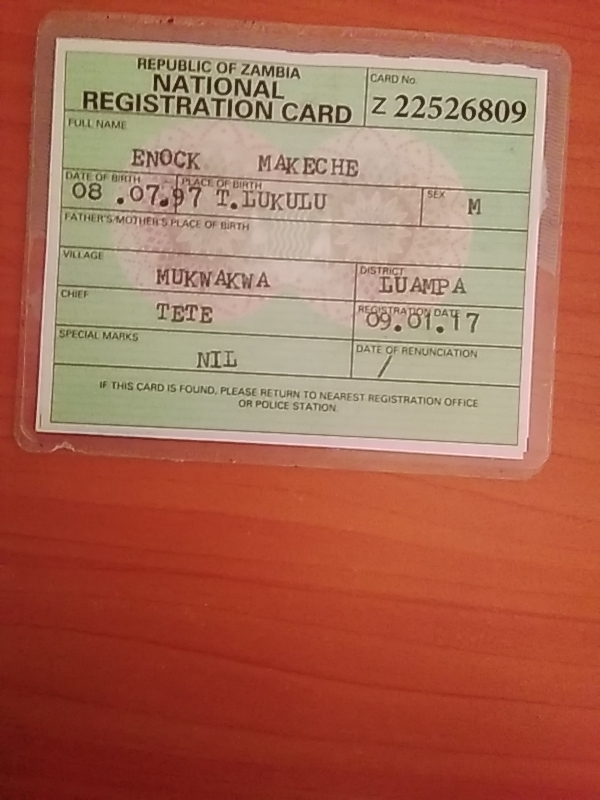 REPUBLIC OF ZAMBIA
NATIONAL
REGISTRATION CARD
CARD No.
Z 22526809
FULL NAME
ENOCK MAKECHE
DATE OF BIRTH
08 .07.97
PLACE OF BIRTH
T.LUKULU
SEX
M
FATHER'S/MOTHER'S PLACE OF BIRTH
VILLAGE
MUKWAKWA
DISTRICT
LUAMPA
CHIEF
TETE
REGISTRATION DATE
09.01.17
SPECIAL MARKS
NIL
DATE OF RENUNCIATION
/
IF THIS CARD IS FOUND, PLEASE RETURN TO NEAREST REGISTRATION OFFICE
OR POLICE STATION.